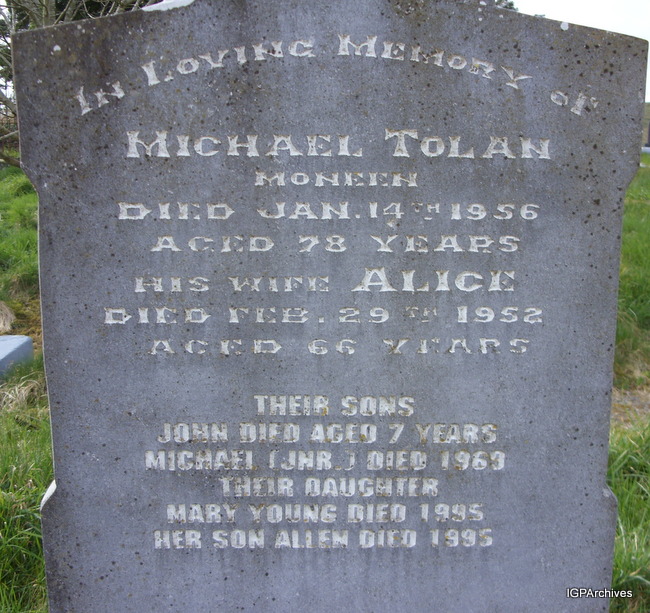 In Loving Memory of
Michael Tolan
Moneen
Died Jan. 14th 1956
Aged 78 Years
His Wife Alice
Died Feb. 29th 1952
Aged 66 Years
THEIR SONS
JOHN DIED AGED 7 YEARS
MICHAEL (JNR.) DIED 1969
THEIR DAUGHTER
MARY YOUNG DIED 1995
HER SON ALLEN DIED 1995
IGPArchives